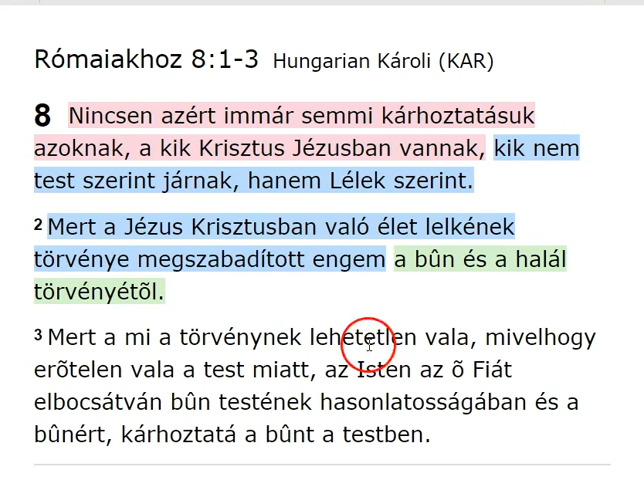 Rómaiakhoz 8:1-3 Hungarian Károli (KAR)
8 Nincsen azért immár semmi kárhoztatásuk
azoknak, a kik Krisztus Jézusban vannak, kik nem
test szerint járnak, hanem Lélek szerint.
2 Mert a Jézus Krisztusban való élet lelkének
törvénye megszabadított engem a bûn és a halál
törvényétõl.
3 Mert a mi a törvénynek lehetetlen vala, mivelhogy
erõtelen vala a test miatt, az Isten az õ Fiát
elbocsátván bûn testének hasonlatosságában és a
bûnért, kárhoztatá a bûnt a testben.